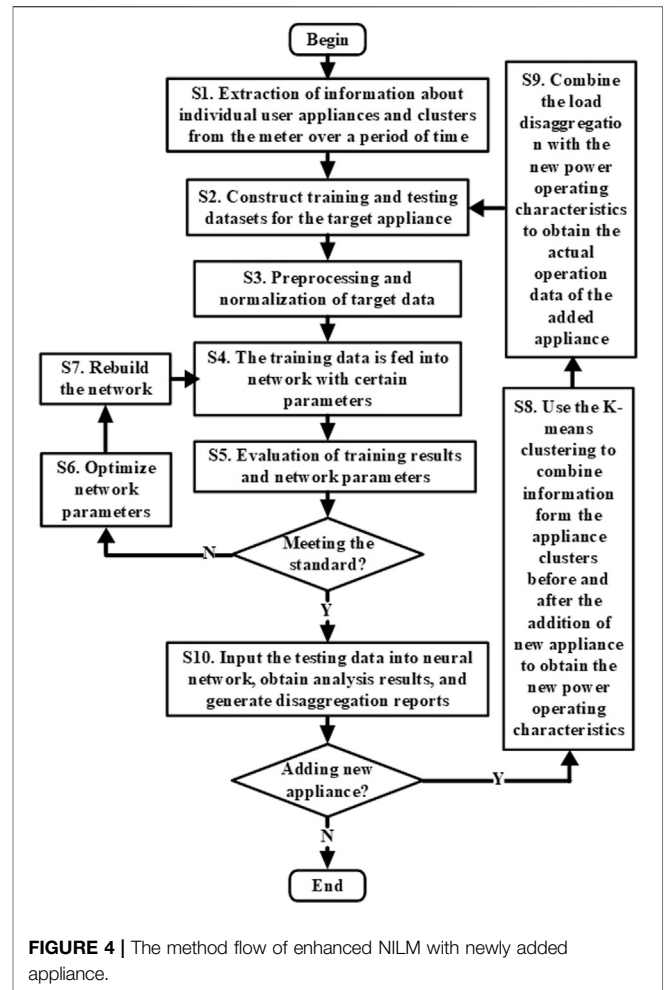 Begin
S1. Extraction of information about
individual user appliances and clusters
from the meter over a period of time
S2. Construct training and testing
datasets for the target appliance
S3. Preprocessing and
normalization of target data
S4. The training data is fed into
network with certain
parameters
S5. Evaluation of training results
and network parameters
Meeting the
standard?
N
S6. Optimize
network
parameters
S7. Rebuild
the network
Y
S10. Input the testing data into neural
network, obtain analysis results, and
generate disaggregation reports
Adding new
appliance?
Y
S8. Use the K-
means
clustering to
combine
information
form the
appliance
clusters
before and
after the
addition of
new appliance
to obtain the
new power
operating
characteristics
S9. Combine
the load
disaggregatio
n with the
new power
operating
characteristics
to obtain the
actual
operation
data of the
added
appliance
N
End
FIGURE 4 | The method flow of enhanced NILM with newly added
appliance.